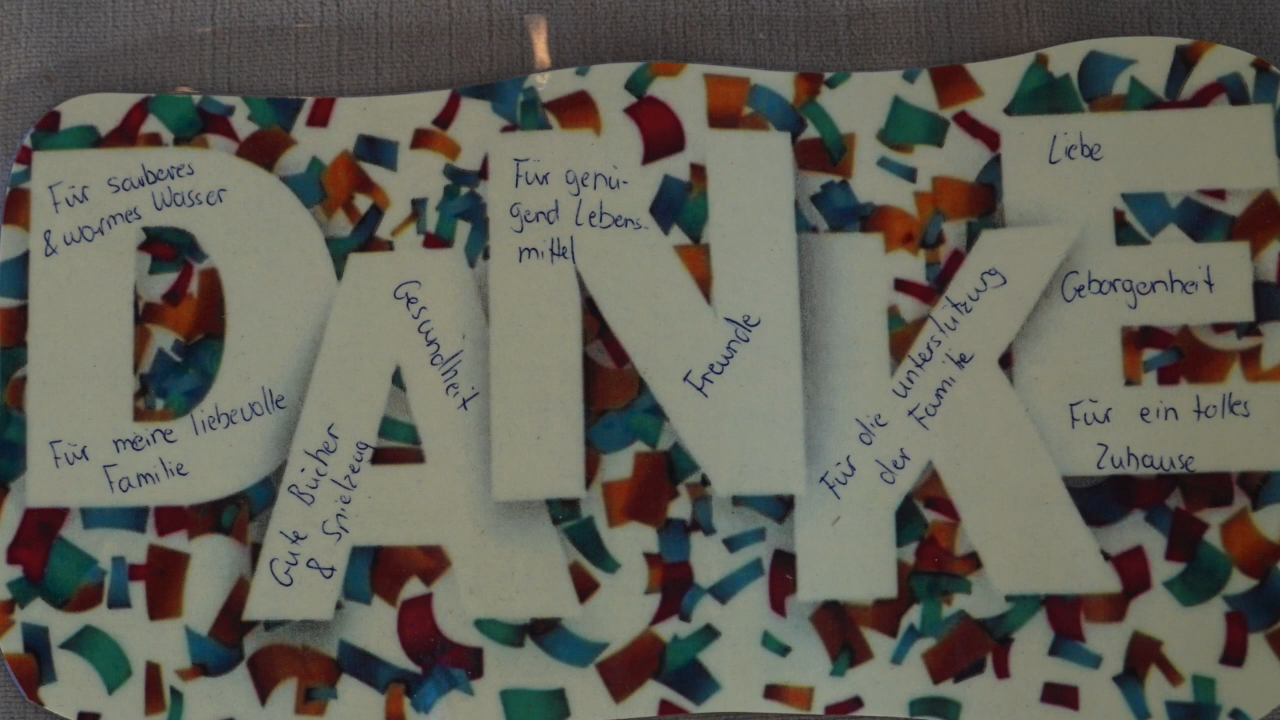 DANKE
Für sauberes
& warmes Wasser
Für meine liebevolle
Familie
Gesundheit
Gute Bücher
& Spielzeug
Für genü-
gend Lebens-
mittel
Freunde
Für die unterstützung
der Familie
Liebe
Geborgenheit
Für ein tolles
Zuhause